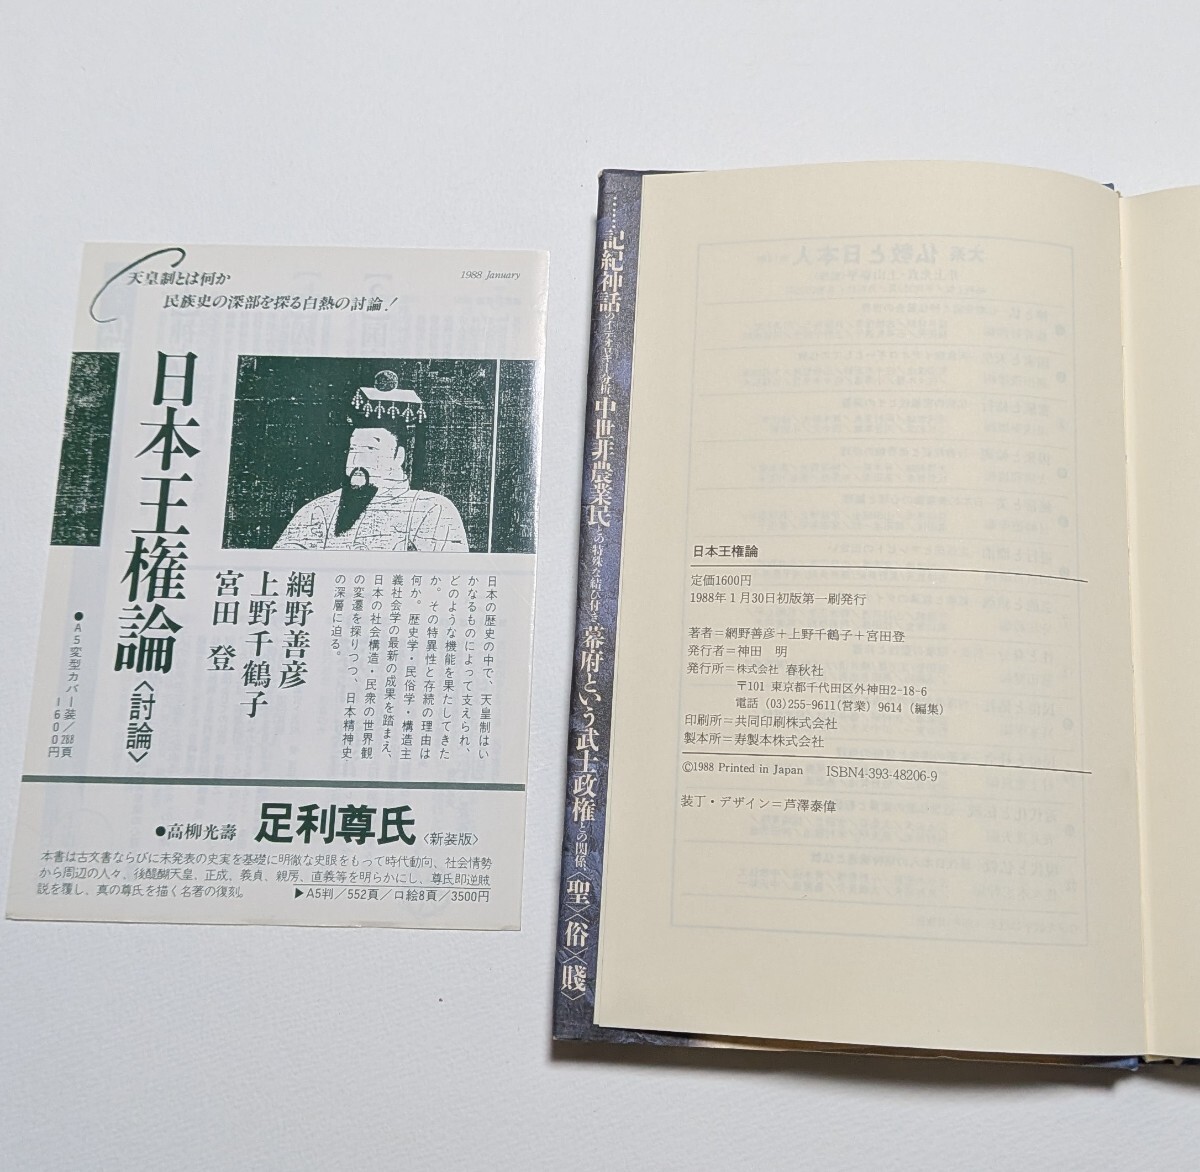 天皇制とは何か
民族史の深部を探る白熱の討論!
1988 January
日本王権論〈討論〉
網野善彦
上野千鶴子
宮田 登
日本の歴史の中で、天皇制はい
かなるものによって支えられ、
どのような機能を果たしてきた
か。その特異性と存続の理由は
何か。歴史学・民俗学・構造主
義社会学の最新の成果を踏まえ、
日本の社会構造・民衆の世界観
の変遷を探りつつ、日本精神史
の深層に迫る。
●A5変型カバー装/288頁
1600円
●高柳光壽 足利尊氏〈新装版〉
本書は古文書ならびに未発表の史実を基礎に明徹な史眼をもって時代動向、社会情勢
から周辺の人々、後醍醐天皇、正成、義貞、親房、直義等を明らかにし、尊氏即逆賊
説を覆し、真の尊氏を描く名著の復刻。 ▶A5判/552頁/口絵8頁/3500円
……記紀神話のイデオロギー分析、中世非農業民との特殊な結び付き、幕府という武士政権との関係、〈聖〉〈俗〉〈賤〉
日本王権論
定価1600円
1988年1月30日初版第一刷発行
著者=網野善彦+上野千鶴子+宮田登
発行者=神田 明
発行所=株式会社 春秋社
〒101 東京都千代田区外神田2-18-6
電話 (03)255-9611(営業) 9614(編集)
印刷所=共同印刷株式会社
製本所=寿製本株式会社
©1988 Printed in Japan ISBN4-393-48206-9
装丁・デザイン=芦澤泰偉